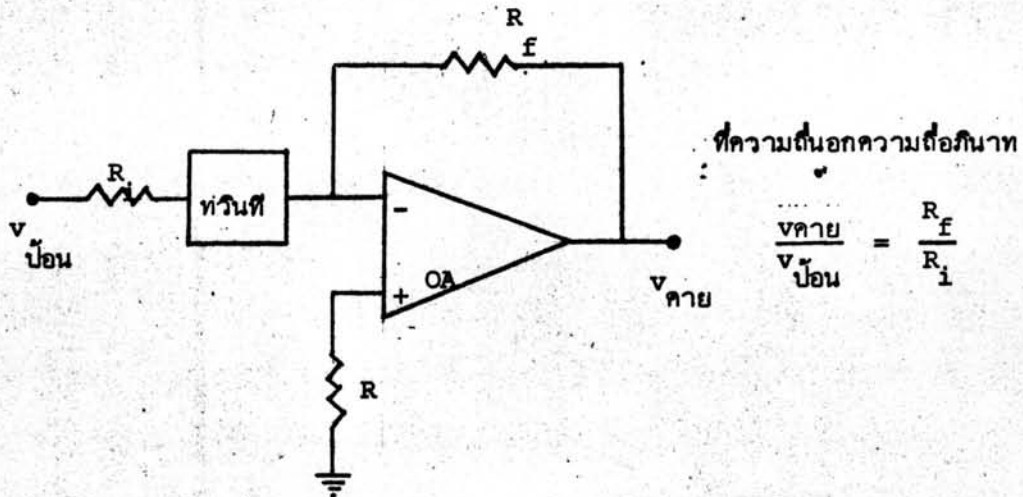 R
f
R
i
ท่วินที
v
ป้อน
-
+
OA
R
v
คาย
ที่ความถี่นอกความถี่อภินาท
:
v คาย
v ป้อน
=
R f
R i